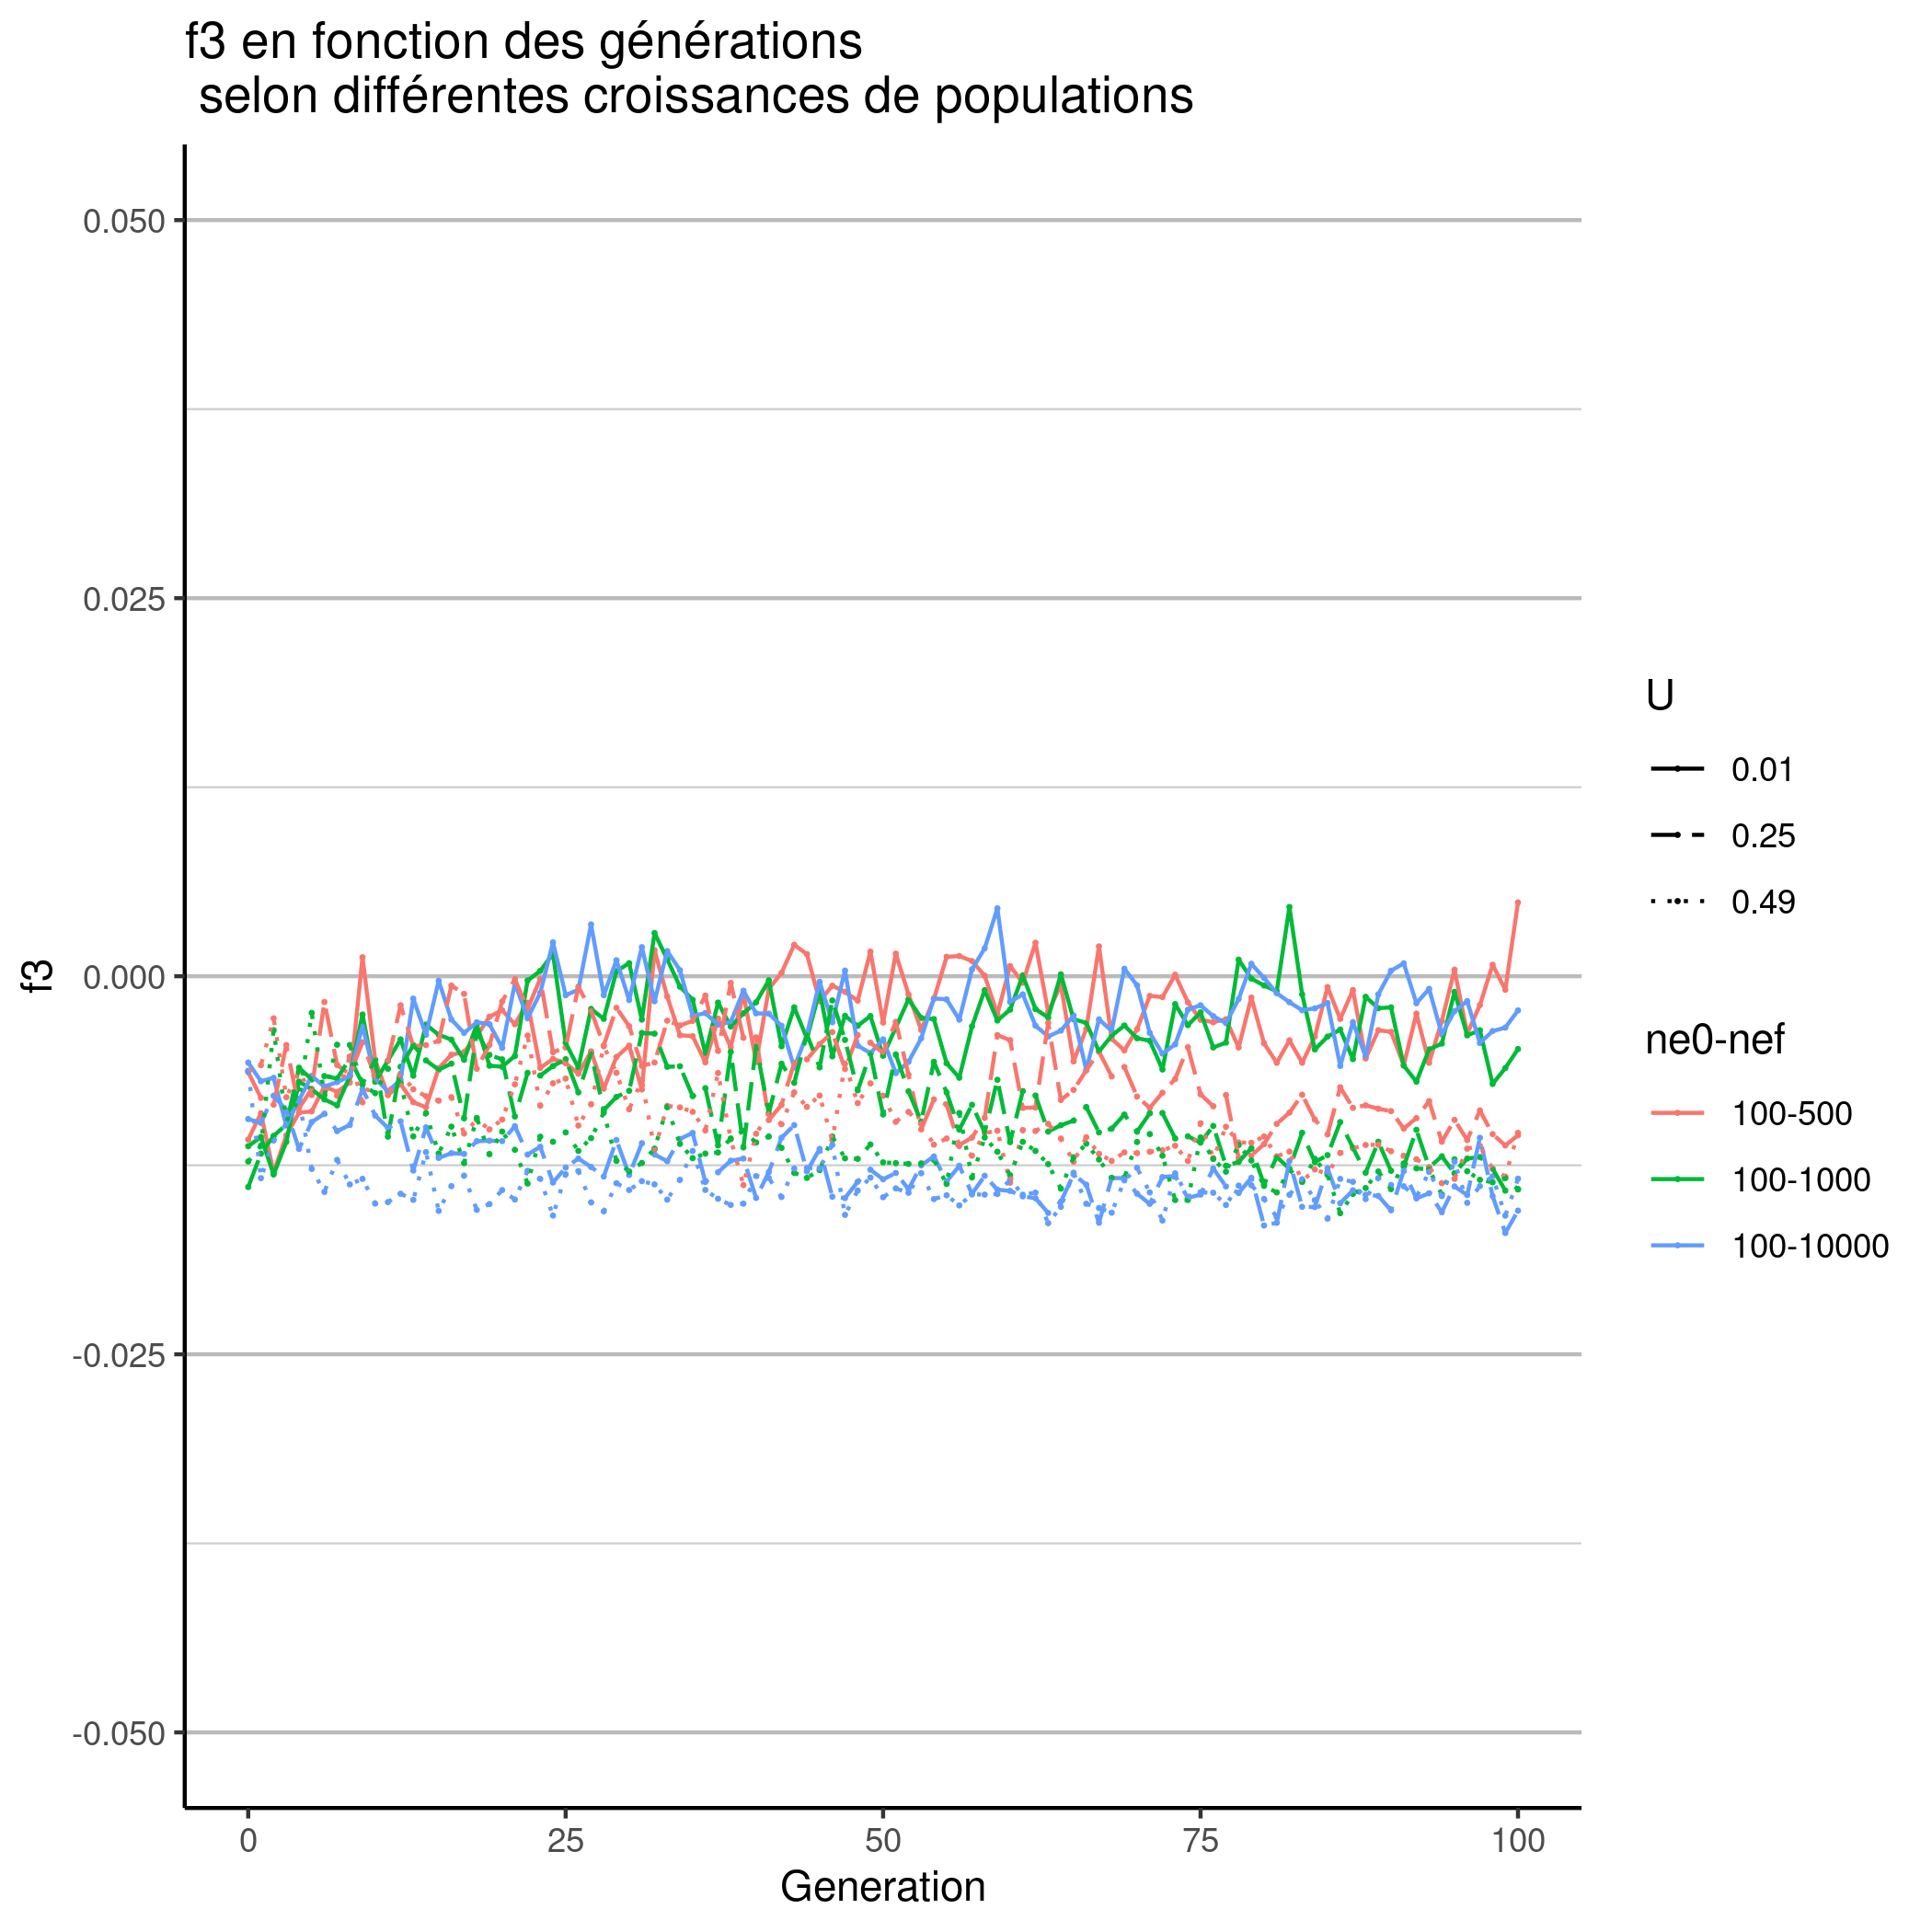 f3 en fonction des générations
selon différentes croissances de populations
0.050
0.025
0.000
-0.025
-0.050
f3
0
25
50
75
100
Generation
U
0.01
0.25
0.49
ne0-nef
100-500
100-1000
100-10000